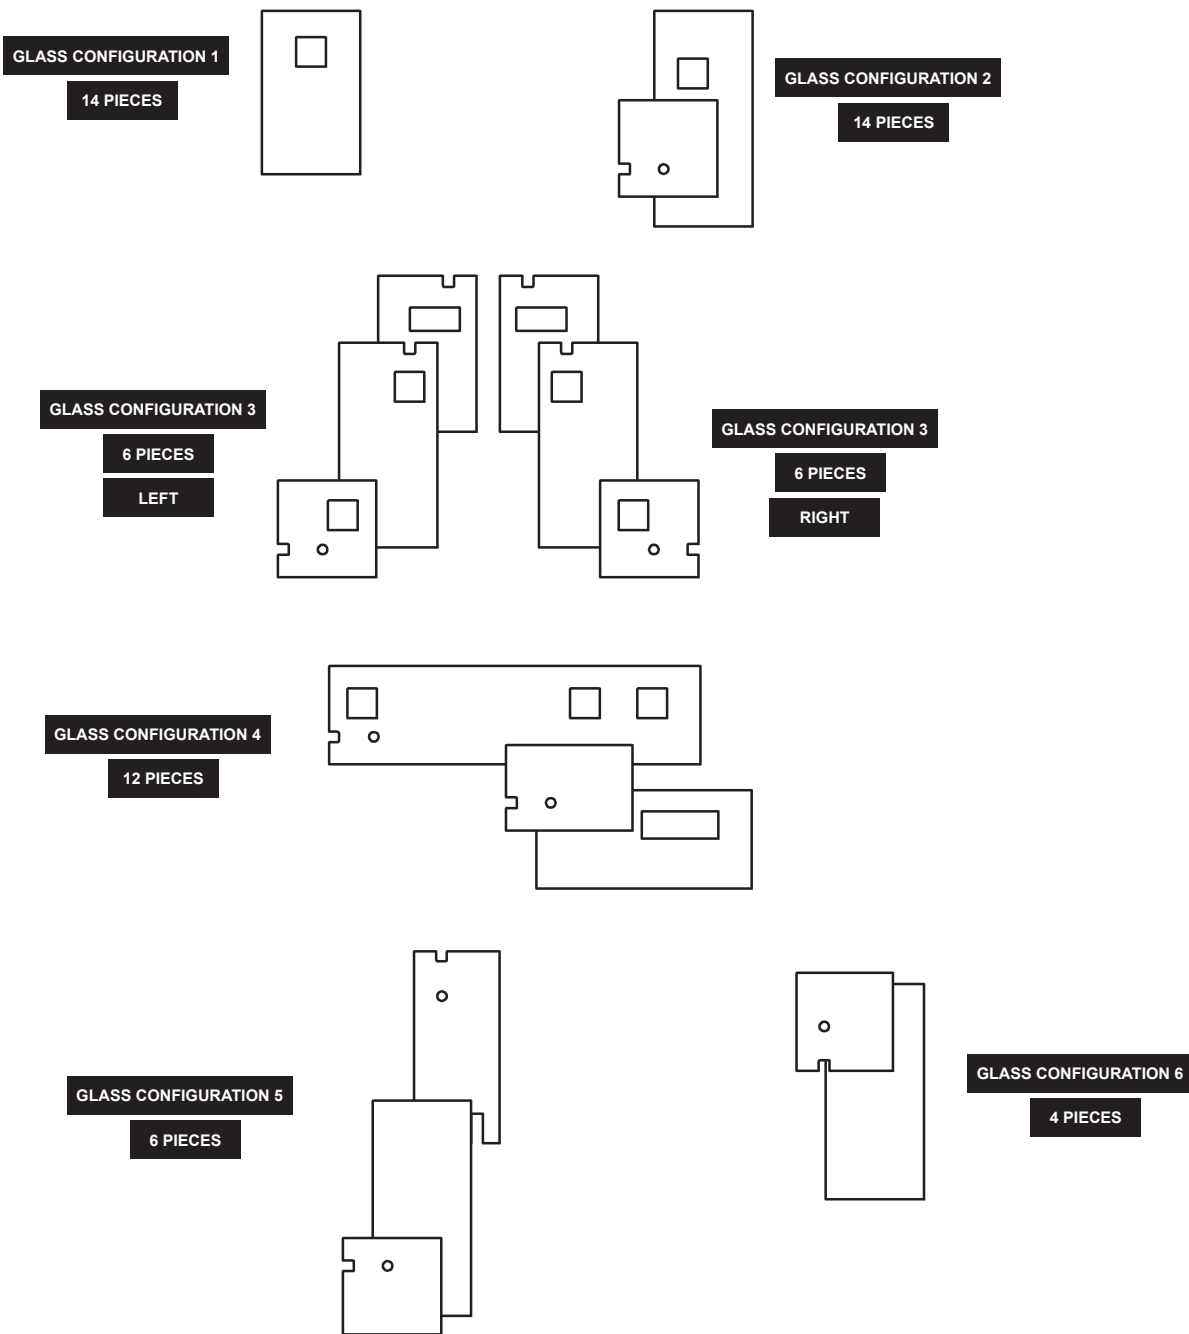 GLASS CONFIGURATION 1
14 PIECES
GLASS CONFIGURATION 2
14 PIECES
GLASS CONFIGURATION 3
6 PIECES
LEFT
GLASS CONFIGURATION 3
6 PIECES
RIGHT
GLASS CONFIGURATION 4
12 PIECES
GLASS CONFIGURATION 5
6 PIECES
GLASS CONFIGURATION 6
4 PIECES